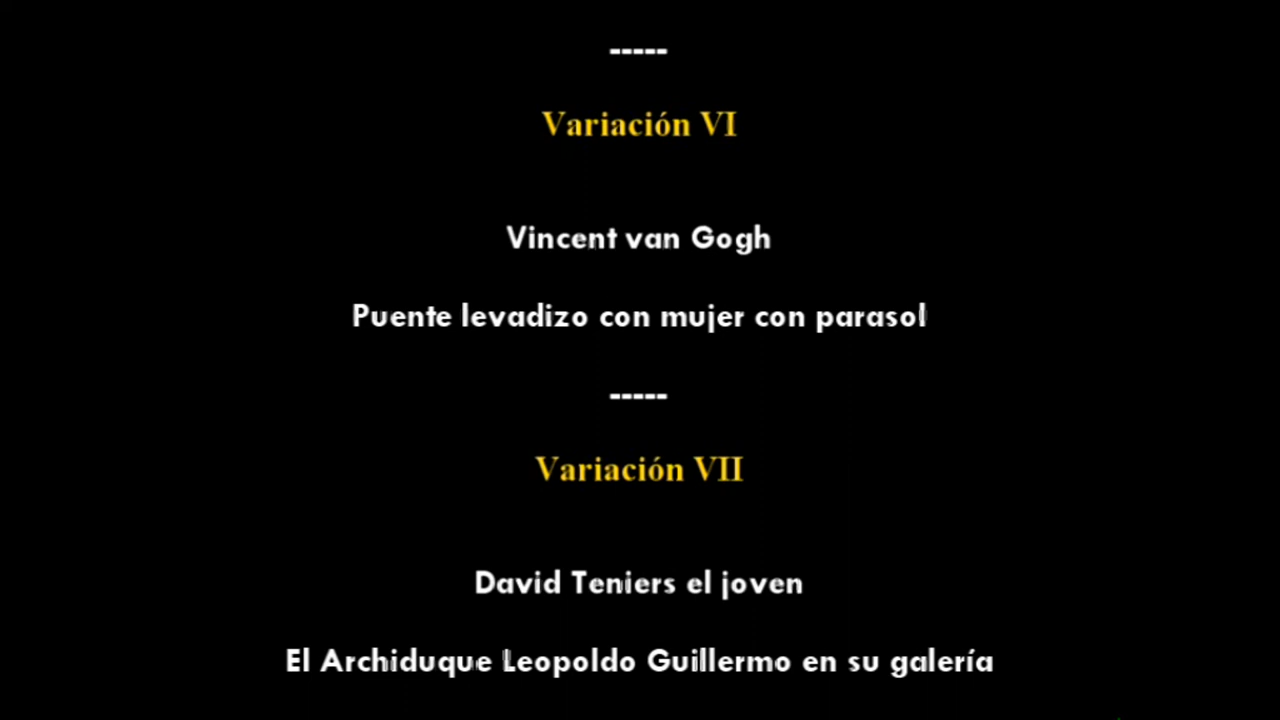 -----
Variación VI
Vincent van Gogh
Puente levadizo con mujer con parasol
-----
Variación VII
David Teniers el joven
El Archiduque Leopoldo Guillermo en su galería